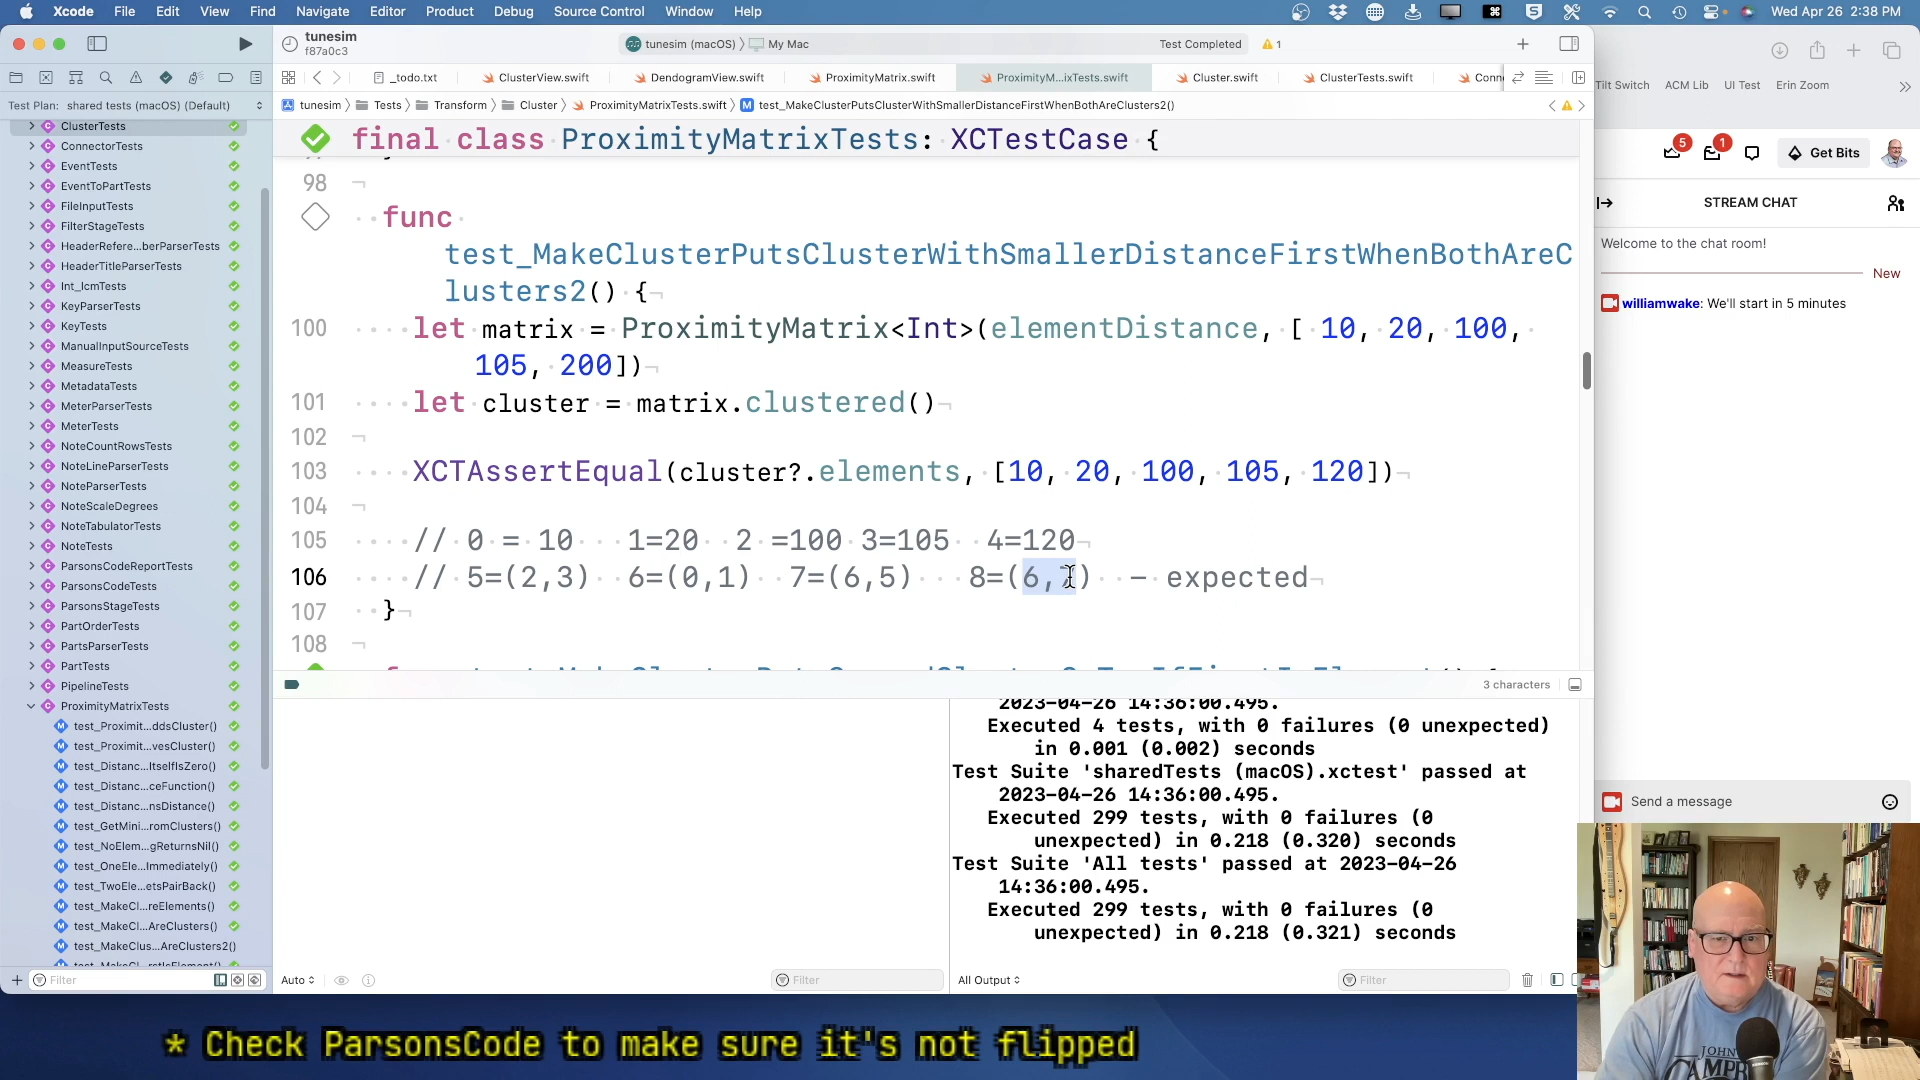 Xcode File Edit View Find Navigate Editor Product Debug Source Control Window Help
Wed Apr 26 2:38 PM
tunesim
f87a0c3
tunesim (macOS) 〉 My Mac
Test Completed
1
_todo.txt
ClusterView.swift
DendogramView.swift
ProximityMatrix.swift
ProximityM...ixTests.swift
Cluster.swift
ClusterTests.swift
Conn
Test Plan: shared tests (macOS) (Default)
tunesim 〉 Tests 〉 Transform 〉 Cluster 〉 ProximityMatrixTests.swift 〉 test_MakeClusterPutsClusterWithSmallerDistanceFirstWhenBothAreClusters2()
ClusterTests
ConnectorTests
EventTests
EventToPartTests
FileInputTests
FilterStageTests
HeaderRefere...berParserTests
HeaderTitleParserTests
Int_lcmTests
KeyParserTests
KeyTests
ManualInputSourceTests
MeasureTests
MetadataTests
MeterParserTests
MeterTests
NoteCountRowsTests
NoteLineParserTests
NoteParserTests
NoteScaleDegrees
NoteTabulatorTests
NoteTests
ParsonsCodeReportTests
ParsonsCodeTests
ParsonsStageTests
PartOrderTests
PartsParserTests
PartTests
PipelineTests
ProximityMatrixTests
test_Proximit...ddsCluster()
test_Proximit...vesCluster()
test_Distanc...ItselfIsZero()
test_Distanc...ceFunction()
test_Distanc...nsDistance()
test_GetMini...romClusters()
test_NoElem...gReturnsNil()
test_OneEle...Immediately()
test_TwoEle...etsPairBack()
test_MakeCl...reElements()
test_MakeCl...AreClusters()
test_MakeClus...AreClusters2()
Filter
final class ProximityMatrixTests: XCTestCase {
98
func
test_MakeClusterPutsClusterWithSmallerDistanceFirstWhenBothAreC
lusters2() {
100 let matrix = ProximityMatrix<Int>(elementDistance, [ 10, 20, 100,
105, 200])
101 let cluster = matrix.clustered()
102
103 XCTAssertEqual(cluster?.elements, [10, 20, 100, 105, 120])
104
105 // 0 = 10 1=20 2 =100 3=105 4=120
106 // 5=(2,3) 6=(0,1) 7=(6,5) 8=(6,7) – expected
107 }
108
3 characters
2023-04-26 14:36:00.495.
Executed 4 tests, with 0 failures (0 unexpected)
in 0.001 (0.002) seconds
Test Suite 'sharedTests (macOS).xctest' passed at
2023-04-26 14:36:00.495.
Executed 299 tests, with 0 failures (0
unexpected) in 0.218 (0.320) seconds
Test Suite 'All tests' passed at 2023-04-26
14:36:00.495.
Executed 299 tests, with 0 failures (0
unexpected) in 0.218 (0.321) seconds
Auto
Filter
All Output
Filter
Tilt Switch ACM Lib UI Test Erin Zoom
5
1
Get Bits
STREAM CHAT
Welcome to the chat room!
New
williamwake: We'll start in 5 minutes
Send a message
* Check ParsonsCode to make sure it's not flipped